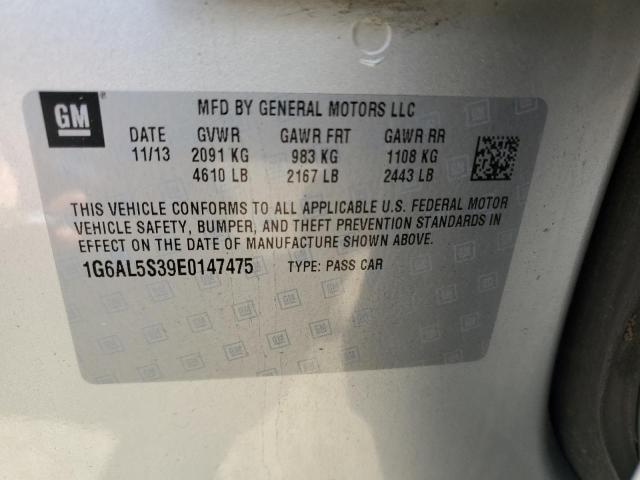 GM
MFD BY GENERAL MOTORS LLC
DATE GVWR GAWR FRT GAWR RR
11/13 2091 KG 983 KG 1108 KG
4610 LB 2167 LB 2443 LB
THIS VEHICLE CONFORMS TO ALL APPLICABLE U.S. FEDERAL MOTOR
VEHICLE SAFETY, BUMPER, AND THEFT PREVENTION STANDARDS IN
EFFECT ON THE DATE OF MANUFACTURE SHOWN ABOVE.
1G6AL5S39E0147475 TYPE: PASS CAR